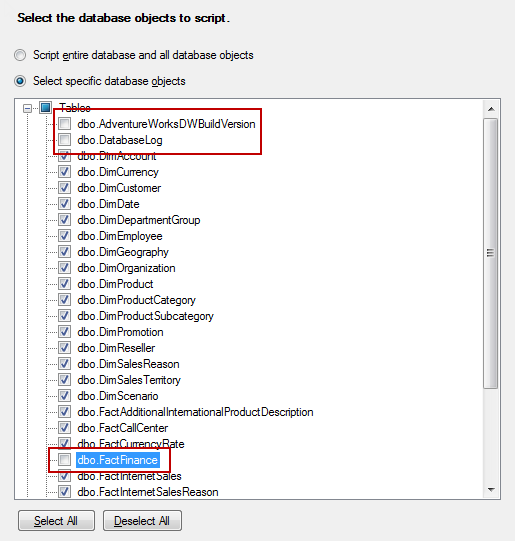 Select the database objects to script.
Script entire database and all database objects
Select specific database objects
Tables
dbo.AdventureWorksDWBuildVersion
dbo.DatabaseLog
dbo.DimAccount
dbo.DimCurrency
dbo.DimCustomer
dbo.DimDate
dbo.DimDepartmentGroup
dbo.DimEmployee
dbo.DimGeography
dbo.DimOrganization
dbo.DimProduct
dbo.DimProductCategory
dbo.DimProductSubcategory
dbo.DimPromotion
dbo.DimReseller
dbo.DimSalesReason
dbo.DimSalesTerritory
dbo.DimScenario
dbo.FactAdditionalInternationalProductDescription
dbo.FactCallCenter
dbo.FactCurrencyRate
dbo.FactFinance
dbo.FactInternetSales
dbo.FactInternetSalesReason
Select All Deselect All